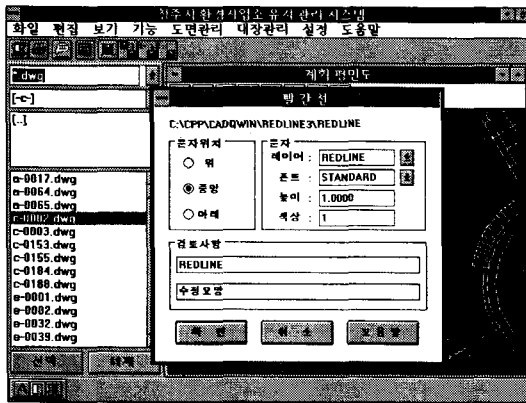 청주시 환경사업소 유적 관리 시스템
화일 편집 보기 기능 도면관리 대장관리 설정 도움말
*.dwg
계획 평면도
[-c-]
[..]
빨 간 선
C:\CPP\CADQWIN\REDLINE3\REDLINE
문자위치
위
중앙
아래
문자
레이어 : REDLINE
폰트 : STANDARD
높이 : 1.0000
색상 : 1
검토사항
REDLINE
수정요망
확 인
취 소
도 움 말
a-0017.dwg
a-0064.dwg
a-0065.dwg
c-0002.dwg
c-0003.dwg
c-0153.dwg
c-0155.dwg
c-0184.dwg
c-0188.dwg
e-0001.dwg
e-0002.dwg
e-0032.dwg
e-0039.dwg
선택
해제